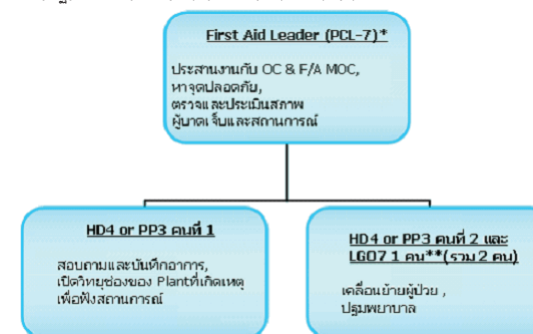 First Aid Leader (PCL-7)*
ประสานงานกับ OC & F/A MOC,
หาจุดปลอดภัย,
ตรวจและประเมินสภาพ
ผู้บาดเจ็บและสถานการณ์
HD4 or PP3 คนที่ 1
สอบถามและบันทึกอาการ,
เปิดวิทยุช่องของ Plantที่เกิดเหตุ
เพื่อฟังสถานการณ์
HD4 or PP3 คนที่ 2 และ
LG07 1 คน**(รวม 2 คน)
เคลื่อนย้ายผู้ป่วย ,
ปฐมพยาบาล